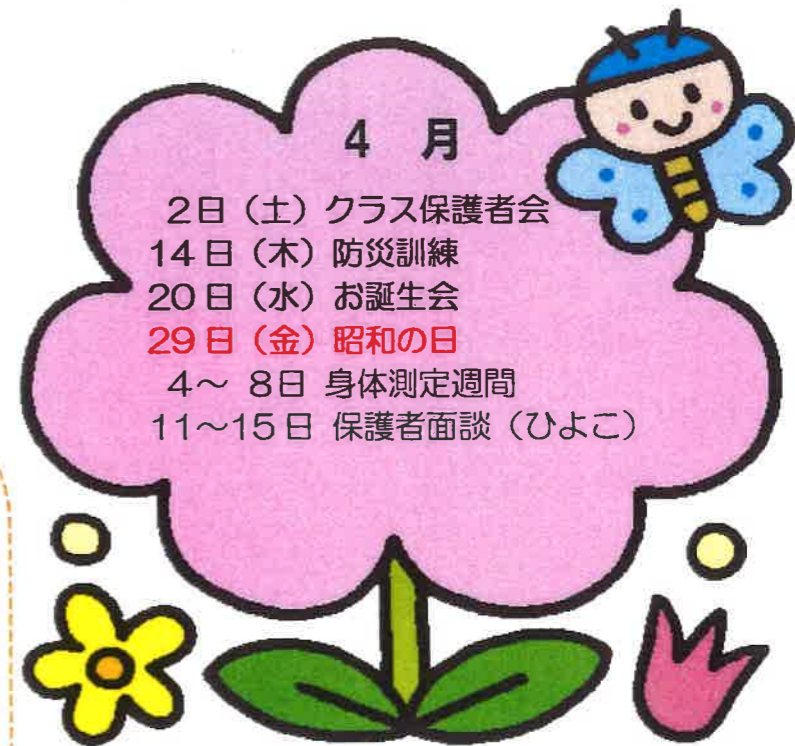 4 月
2日（土）クラス保護者会
14日（木）防災訓練
20日（水）お誕生会
29日（金）昭和の日
4～ 8日 身体測定週間
11～15日 保護者面談（ひよこ）